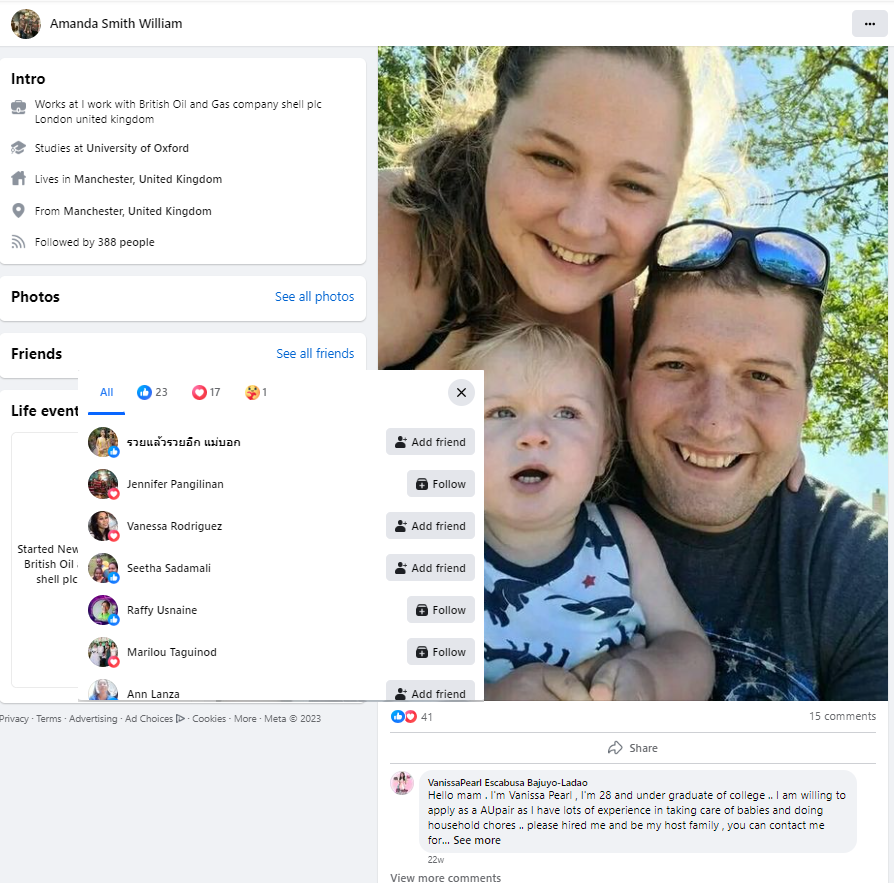 Amanda Smith William
Intro
Works at I work with British Oil and Gas company shell plc
London united kingdom
Studies at University of Oxford
Lives in Manchester, United Kingdom
From Manchester, United Kingdom
Followed by 388 people
Photos
See all photos
Friends
See all friends
Life event
Started New
British Oil
shell plc
All
23
17
1
รวยแล้วรวยอีก แม่บอก
Add friend
Jennifer Pangilinan
Follow
Vanessa Rodriguez
Add friend
Seetha Sadamali
Add friend
Raffy Usnaine
Follow
Marilou Taguinod
Follow
Ann Lanza
Add friend
Privacy · Terms · Advertising · Ad Choices · Cookies · More · Meta © 2023
41
15 comments
Share
VanissaPearl Escabusa Bajuyo-Ladao
Hello mam . I'm Vanissa Pearl , I'm 28 and under graduate of college .. I am willing to
apply as a AUpair as I have lots of experience in taking care of babies and doing
household chores .. please hired me and be my host family , you can contact me
for... See more
22w
View more comments